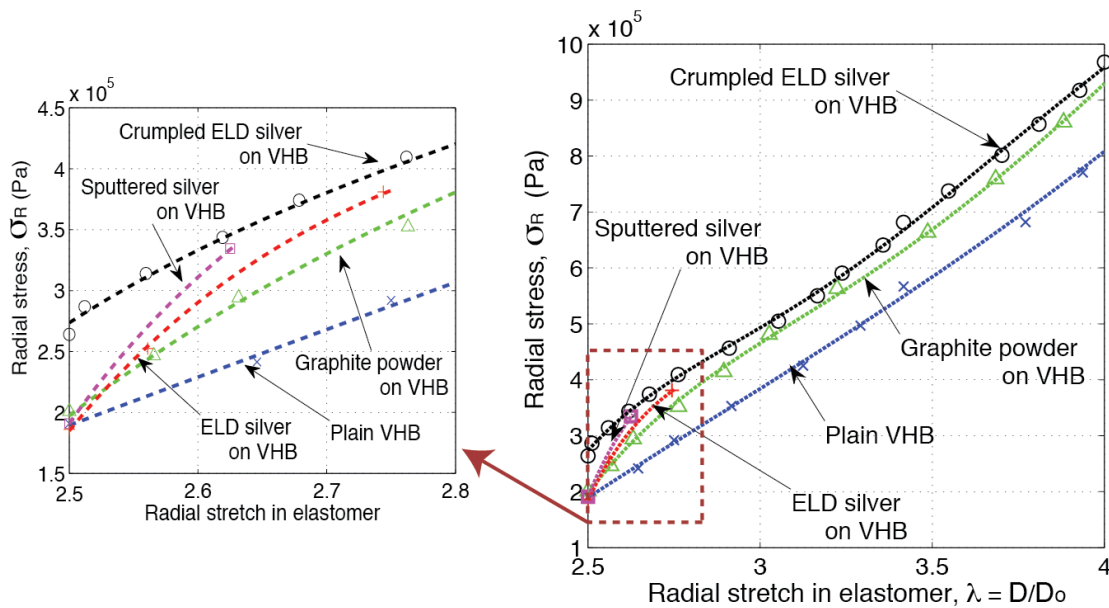 x 10⁵
4.5
4
3.5
3
2.5
2
1.5
2.5
2.6
2.7
2.8
Radial stress, σR (Pa)
Radial stretch in elastomer
Crumpled ELD silver
on VHB
Sputtered silver
on VHB
Graphite powder
on VHB
ELD silver
on VHB
Plain VHB
x 10⁵
10
9
8
7
6
5
4
3
2
1
2.5
3
3.5
4
Radial stress, σR (Pa)
Radial stretch in elastomer, λ = D/Do
Crumpled ELD silver
on VHB
Sputtered silver
on VHB
Graphite powder
on VHB
Plain VHB
ELD silver
on VHB